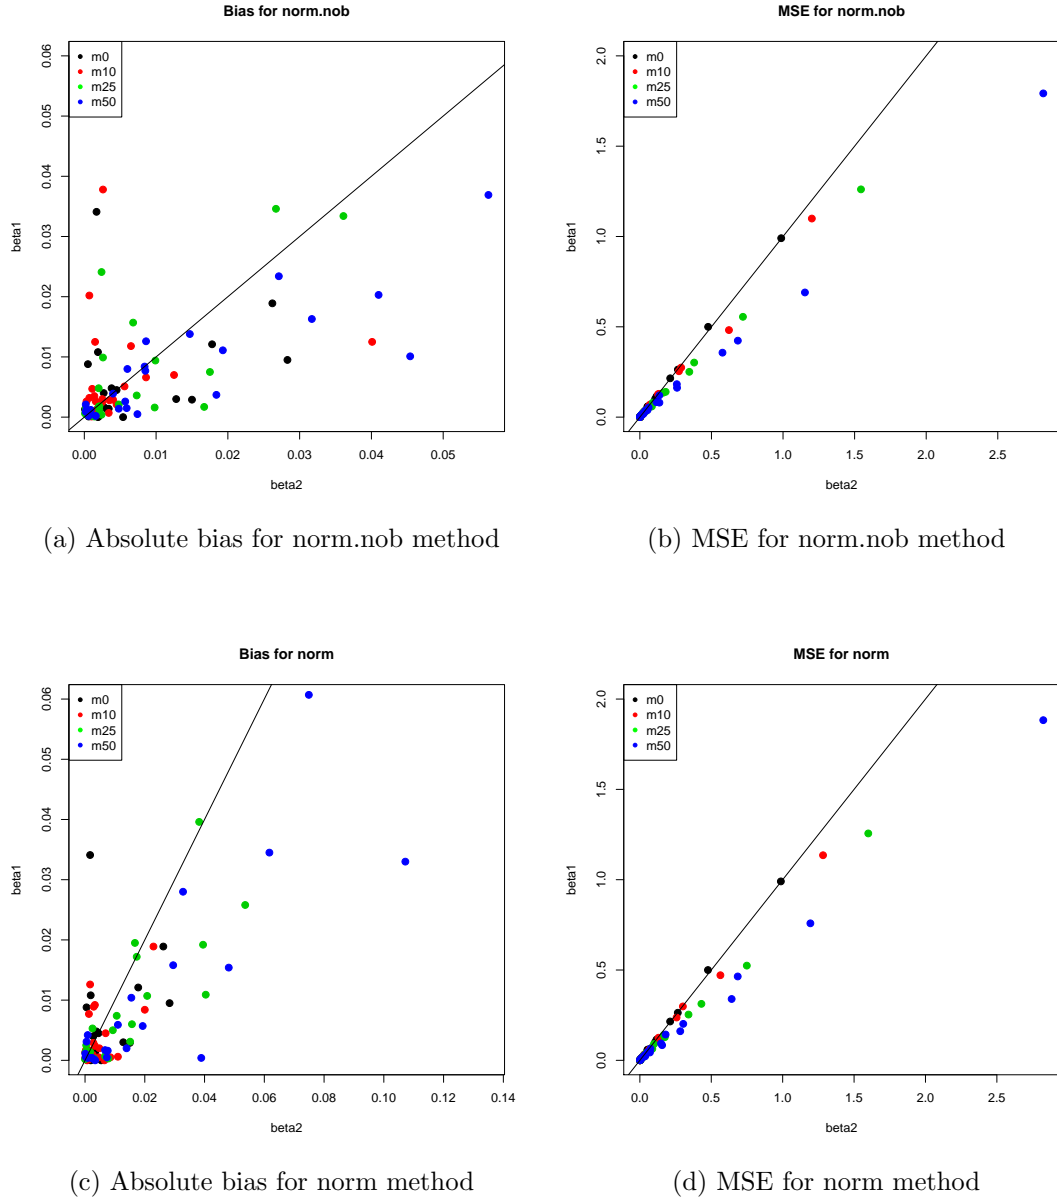 Bias for norm.nob
m0
m10
m25
m50
0.00 0.01 0.02 0.03 0.04 0.05 0.06
beta1
0.00 0.01 0.02 0.03 0.04 0.05
beta2
(a) Absolute bias for norm.nob method
MSE for norm.nob
m0
m10
m25
m50
0.0 0.5 1.0 1.5 2.0
beta1
0.0 0.5 1.0 1.5 2.0 2.5
beta2
(b) MSE for norm.nob method
Bias for norm
m0
m10
m25
m50
0.00 0.01 0.02 0.03 0.04 0.05 0.06
beta1
0.00 0.02 0.04 0.06 0.08 0.10 0.12 0.14
beta2
(c) Absolute bias for norm method
MSE for norm
m0
m10
m25
m50
0.0 0.5 1.0 1.5 2.0
beta1
0.0 0.5 1.0 1.5 2.0 2.5
beta2
(d) MSE for norm method